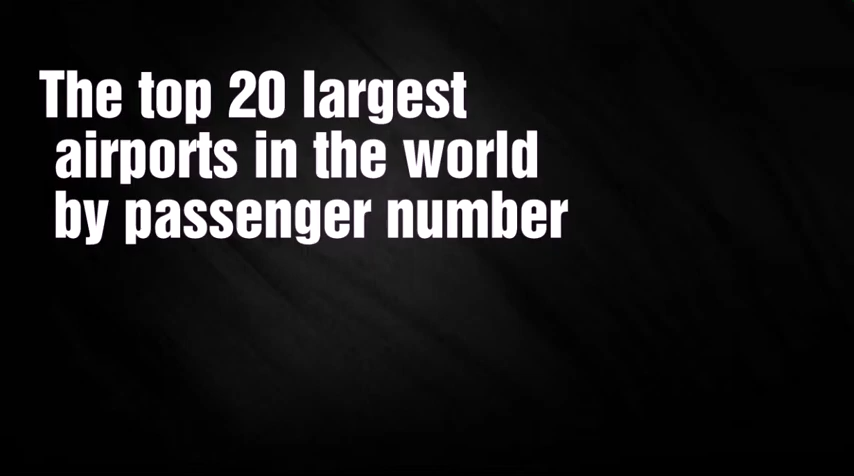 The top 20 largest
airports in the world
by passenger number